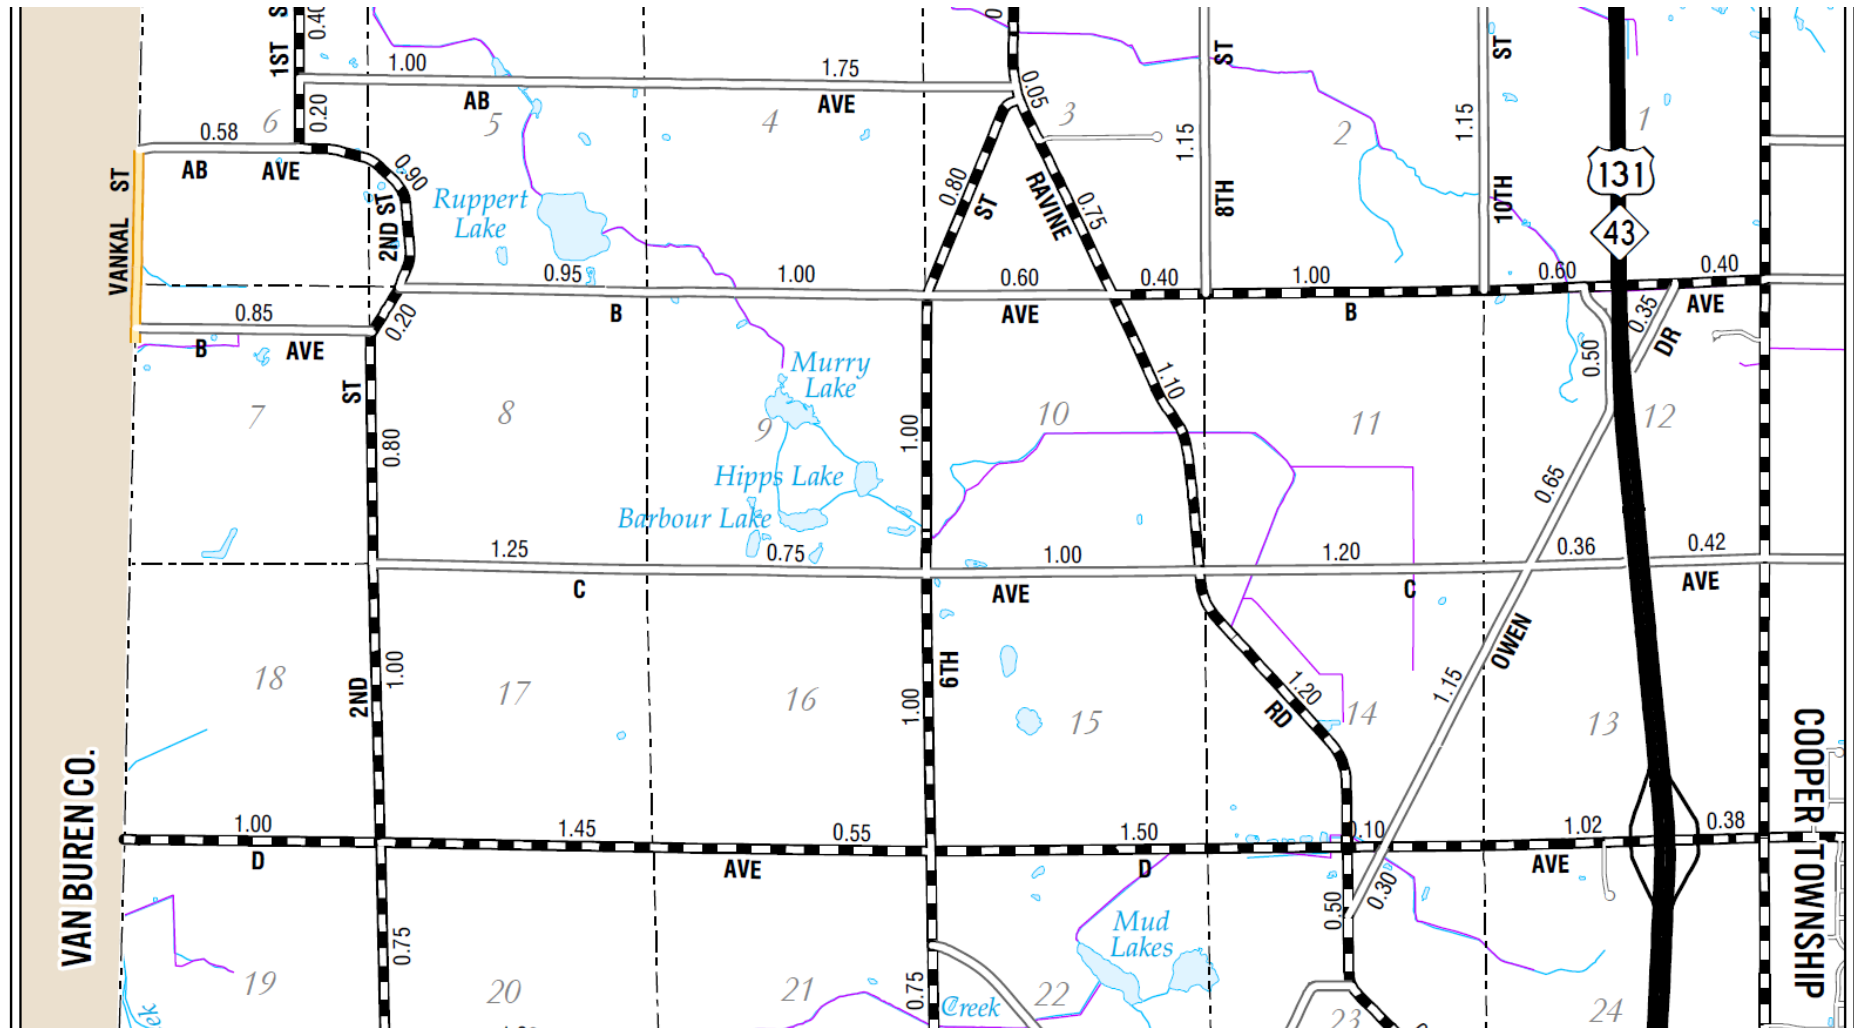 1ST
0.40
ST
ST
1.00
1.75
AB
AVE
0.05
6
0.20
5
4
3
2
1
0.58
AB
AVE
0.90
1.15
1.15
131
VANKAL ST
2ND ST
Ruppert
Lake
0.80
ST
RAVINE
0.75
8TH
10TH
43
0.95
1.00
0.60
0.40
1.00
0.60
0.40
B
AVE
B
AVE
0.85
0.20
B
AVE
0.35
DR
0.50
ST
Murry
Lake
1.10
7
8
9
10
11
12
0.80
1.00
Hipps Lake
Barbour Lake
0.65
1.25
0.75
1.00
1.20
0.36
0.42
C
AVE
C
AVE
18
17
16
15
14
13
2ND
1.00
6TH
1.00
1.20
RD
OWEN
1.15
VAN BUREN CO.
COOPER TOWNSHIP
1.00
1.45
0.55
1.50
0.10
1.02
0.38
D
AVE
D
AVE
0.75
0.50
0.30
Mud
Lakes
19
20
21
22
23
24
0.75
Creek
ek